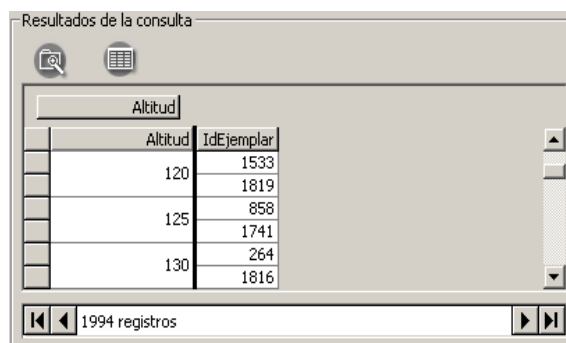 Resultados de la consulta
Altitud
Altitud IdEjemplar
120 1533
1819
125 858
1741
130 264
1816
1994 registros